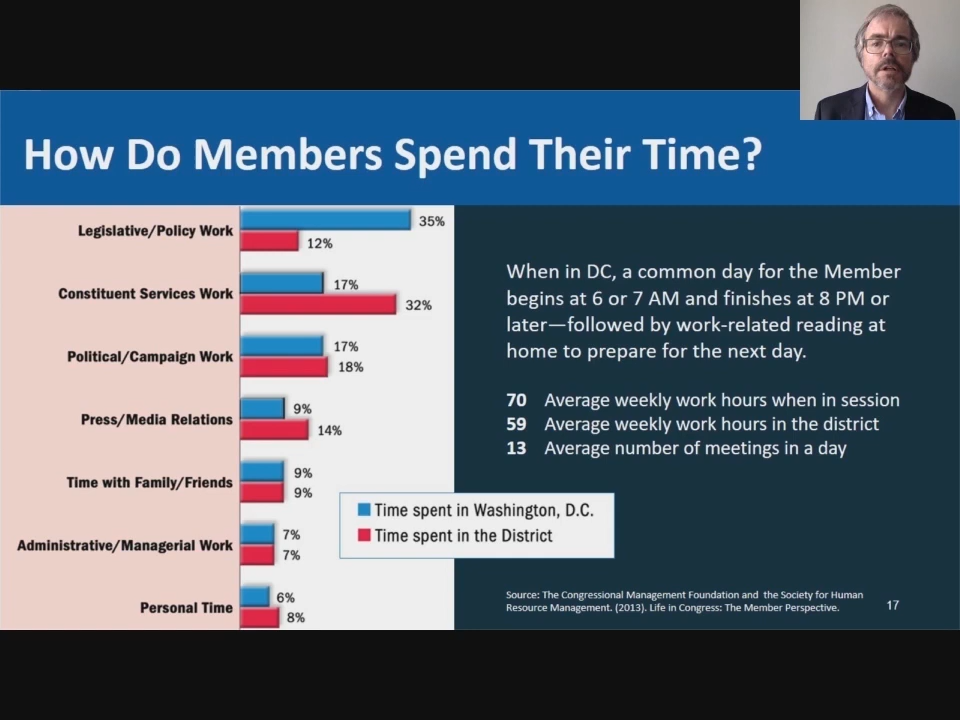 How Do Members Spend Their Time?
Legislative/Policy Work
35%
12%
Constituent Services Work
17%
32%
Political/Campaign Work
17%
18%
Press/Media Relations
9%
14%
Time with Family/Friends
9%
9%
Administrative/Managerial Work
7%
7%
Personal Time
6%
8%
Time spent in Washington, D.C.
Time spent in the District
When in DC, a common day for the Member
begins at 6 or 7 AM and finishes at 8 PM or
later—followed by work-related reading at
home to prepare for the next day.
70 Average weekly work hours when in session
59 Average weekly work hours in the district
13 Average number of meetings in a day
Source: The Congressional Management Foundation and the Society for Human
Resource Management. (2013). Life in Congress: The Member Perspective.
17